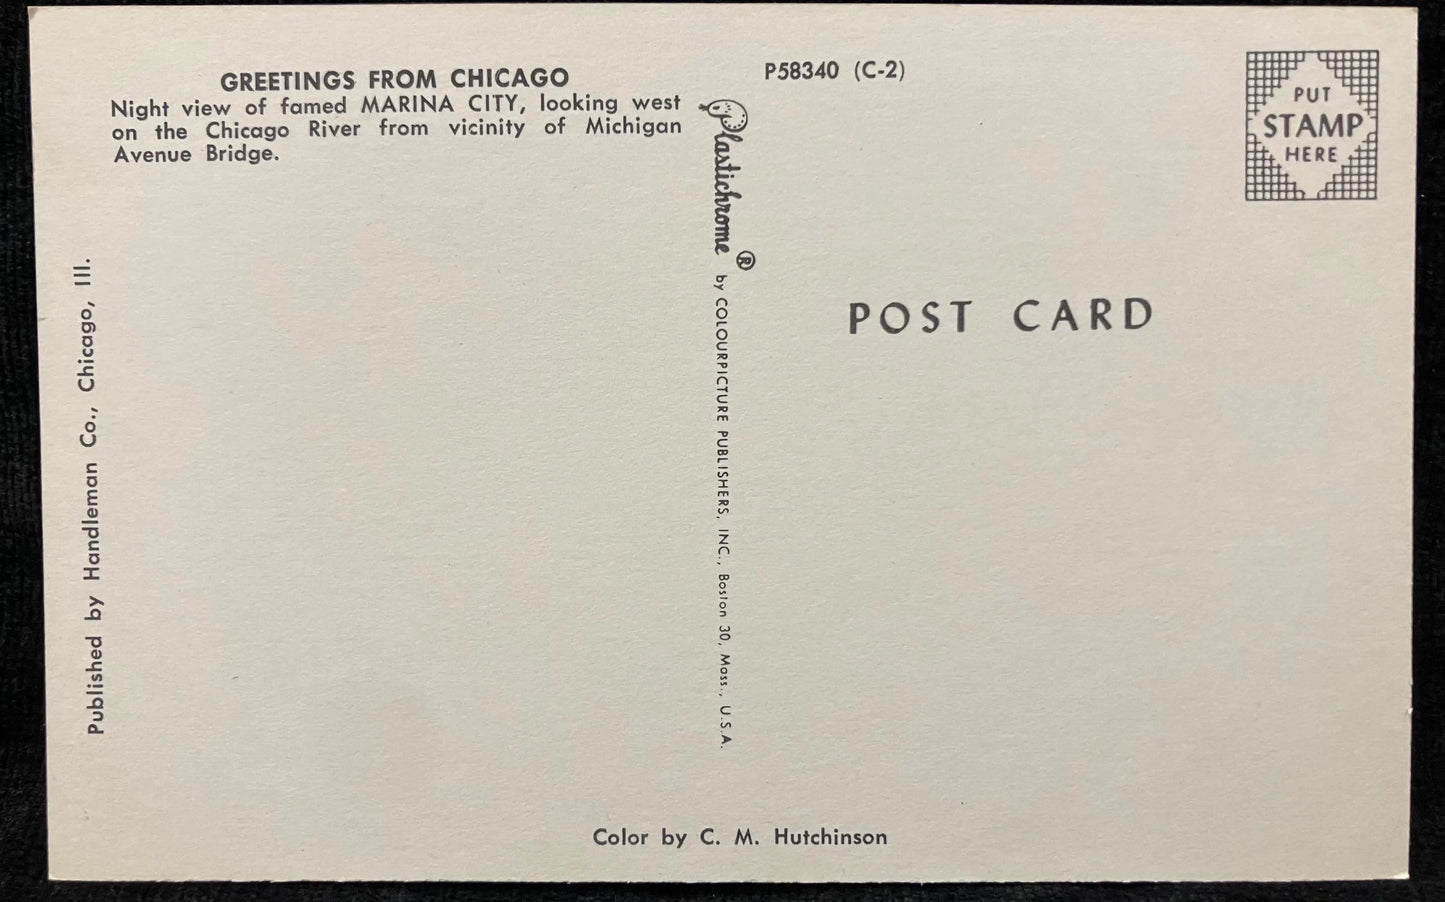 GREETINGS FROM CHICAGO
Night view of famed MARINA CITY, looking west
on the Chicago River from vicinity of Michigan
Avenue Bridge.
Published by Handleman Co., Chicago, Ill.
Plastichrome ® by COLOURPICTURE PUBLISHERS, INC., Boston 30, Mass., U.S.A.
P58340 (C-2)
PUT
STAMP
HERE
POST CARD
Color by C. M. Hutchinson